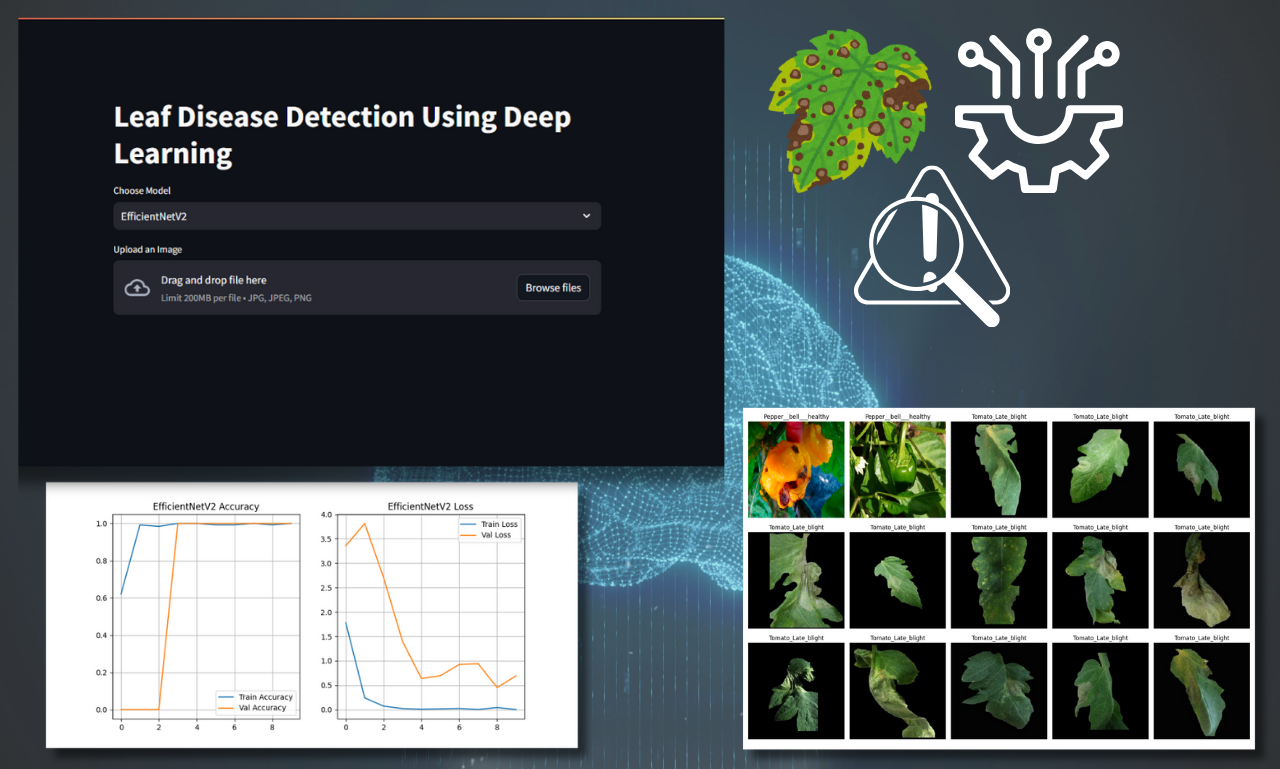 Leaf Disease Detection Using Deep
Learning
Choose Model
EfficientNetV2
Upload an Image
Drag and drop file here
Limit 200MB per file • JPG, JPEG, PNG
Browse files
EfficientNetV2 Accuracy
1.0
0.8
0.6
0.4
0.2
0.0
0 2 4 6 8
Train Accuracy
Val Accuracy
EfficientNetV2 Loss
4.0
3.5
3.0
2.5
2.0
1.5
1.0
0.5
0.0
0 2 4 6 8
Train Loss
Val Loss
Pepper__bell___healthy Pepper__bell___healthy Tomato_Late_blight Tomato_Late_blight Tomato_Late_blight
Tomato_Late_blight Tomato_Late_blight Tomato_Late_blight Tomato_Late_blight Tomato_Late_blight
Tomato_Late_blight Tomato_Late_blight Tomato_Late_blight Tomato_Late_blight Tomato_Late_blight